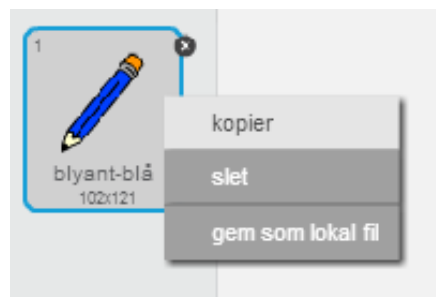 1
blyant-blå
102x121
kopier
slet
gem som lokal fil